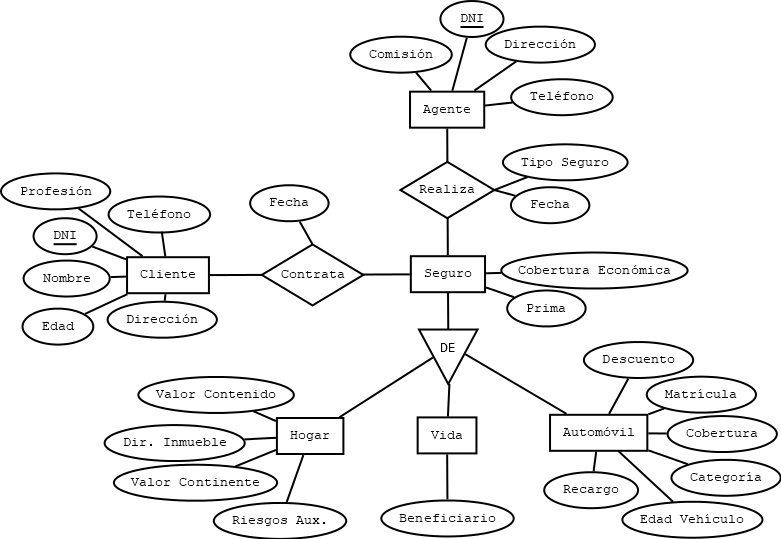 DNI
Comisión
Dirección
Agente
Teléfono
Tipo Seguro
Realiza
Fecha
Profesión
Teléfono
Fecha
DNI
Nombre
Cliente
Contrata
Seguro
Cobertura Económica
Edad
Dirección
Prima
DE
Descuento
Valor Contenido
Matrícula
Dir. Inmueble
Hogar
Vida
Automóvil
Cobertura
Valor Continente
Categoría
Recargo
Riesgos Aux.
Beneficiario
Edad Vehículo